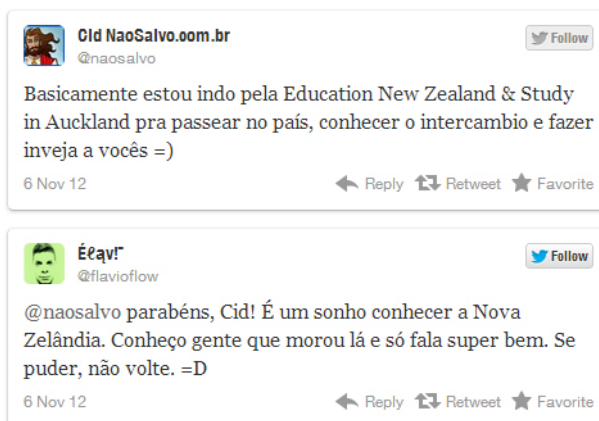 Cid NaoSalvo.com.br
Follow
@naosalvo
Basicamente estou indo pela Education New Zealand & Study
in Auckland pra passear no país, conhecer o intercambio e fazer
inveja a vocês =)
6 Nov 12 Reply Retweet Favorite
Éℓąv!˜
Follow
@flavioflow
@naosalvo parabéns, Cid! É um sonho conhecer a Nova
Zelândia. Conheço gente que morou lá e só fala super bem. Se
puder, não volte. =D
6 Nov 12 Reply Retweet Favorite